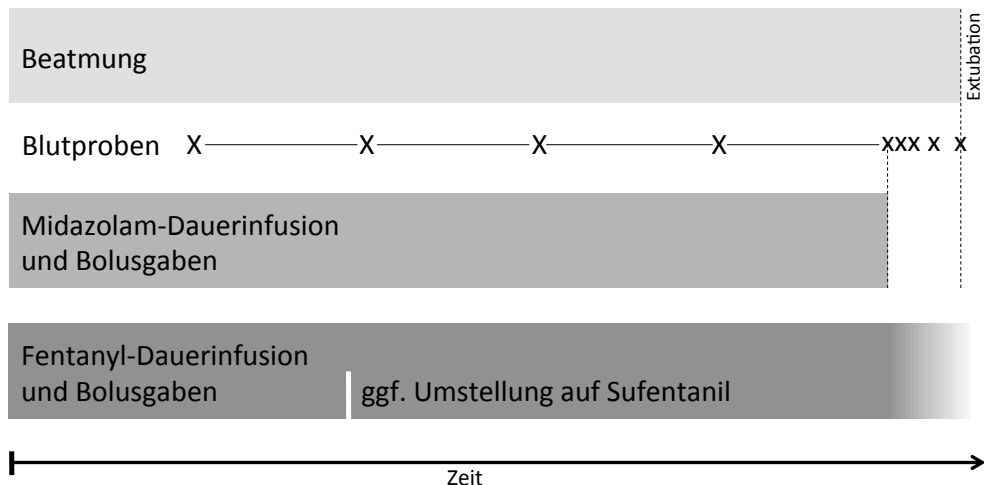 Beatmung
Extubation
Blutproben X X X X xxx x x
Midazolam-Dauerinfusion
und Bolusgaben
Fentanyl-Dauerinfusion
und Bolusgaben
ggf. Umstellung auf Sufentanil
Zeit